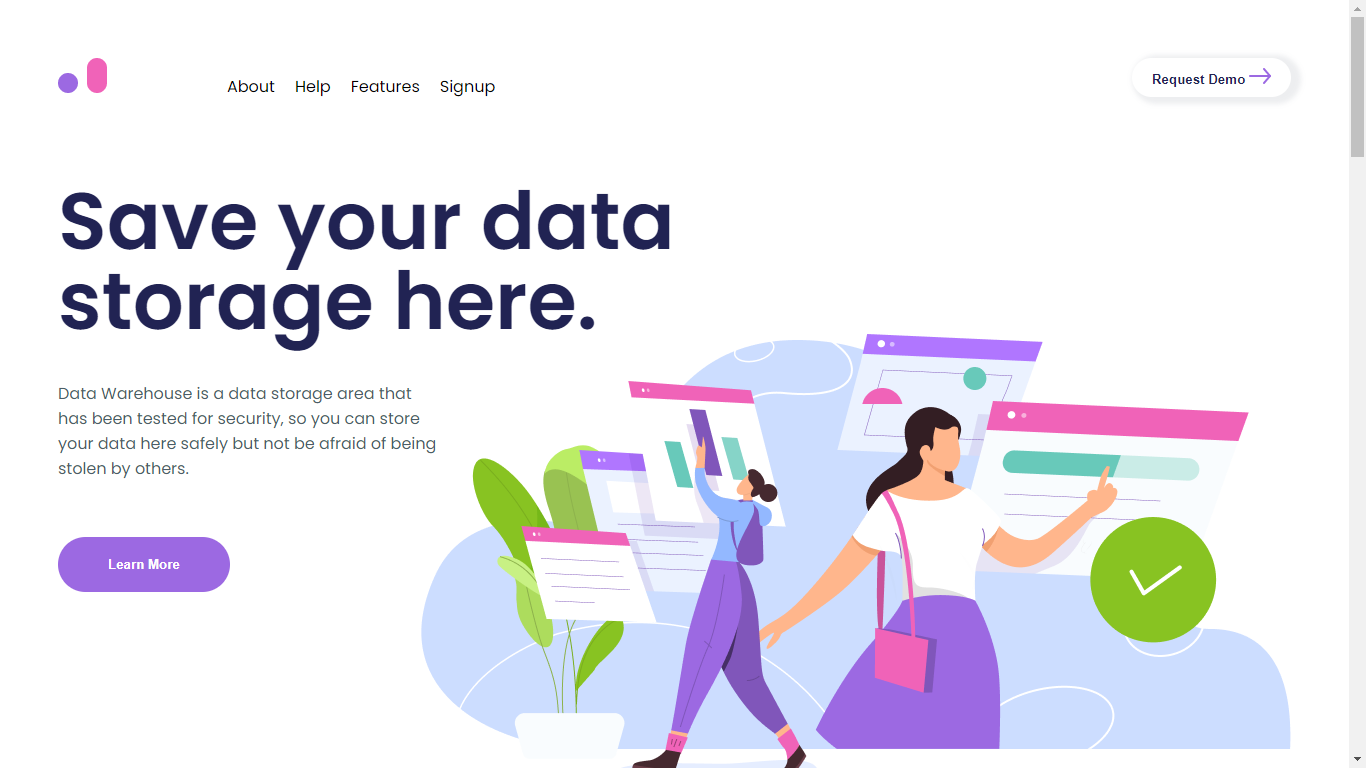 About Help Features Signup
Request Demo
Save your data
storage here.
Data Warehouse is a data storage area that
has been tested for security, so you can store
your data here safely but not be afraid of being
stolen by others.
Learn More